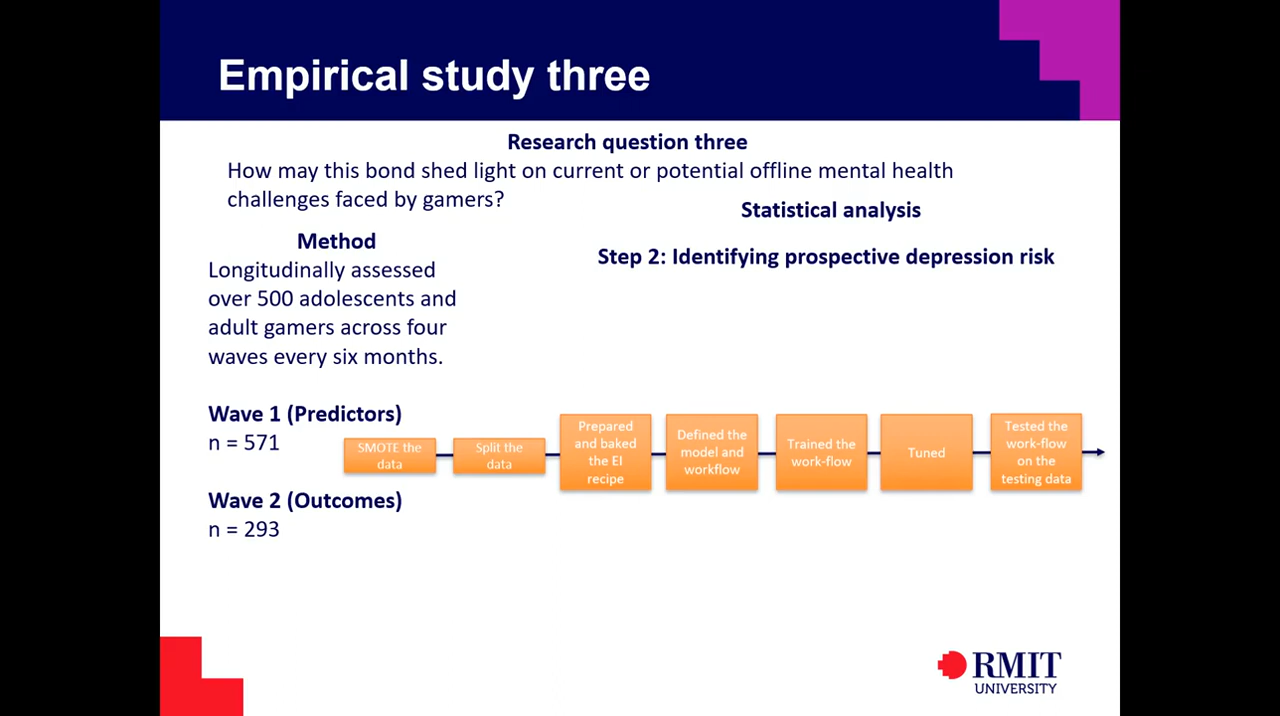 Empirical study three
Research question three
How may this bond shed light on current or potential offline mental health
challenges faced by gamers?
Statistical analysis
Method
Step 2: Identifying prospective depression risk
Longitudinally assessed
over 500 adolescents and
adult gamers across four
waves every six months.
Wave 1 (Predictors)
n = 571
Wave 2 (Outcomes)
n = 293
SMOTE the
data
Split the
data
Prepared
and baked
the EI
recipe
Defined the
model and
workflow
Trained the
work-flow
Tuned
Tested the
work-flow
on the
testing data
RMIT
UNIVERSITY